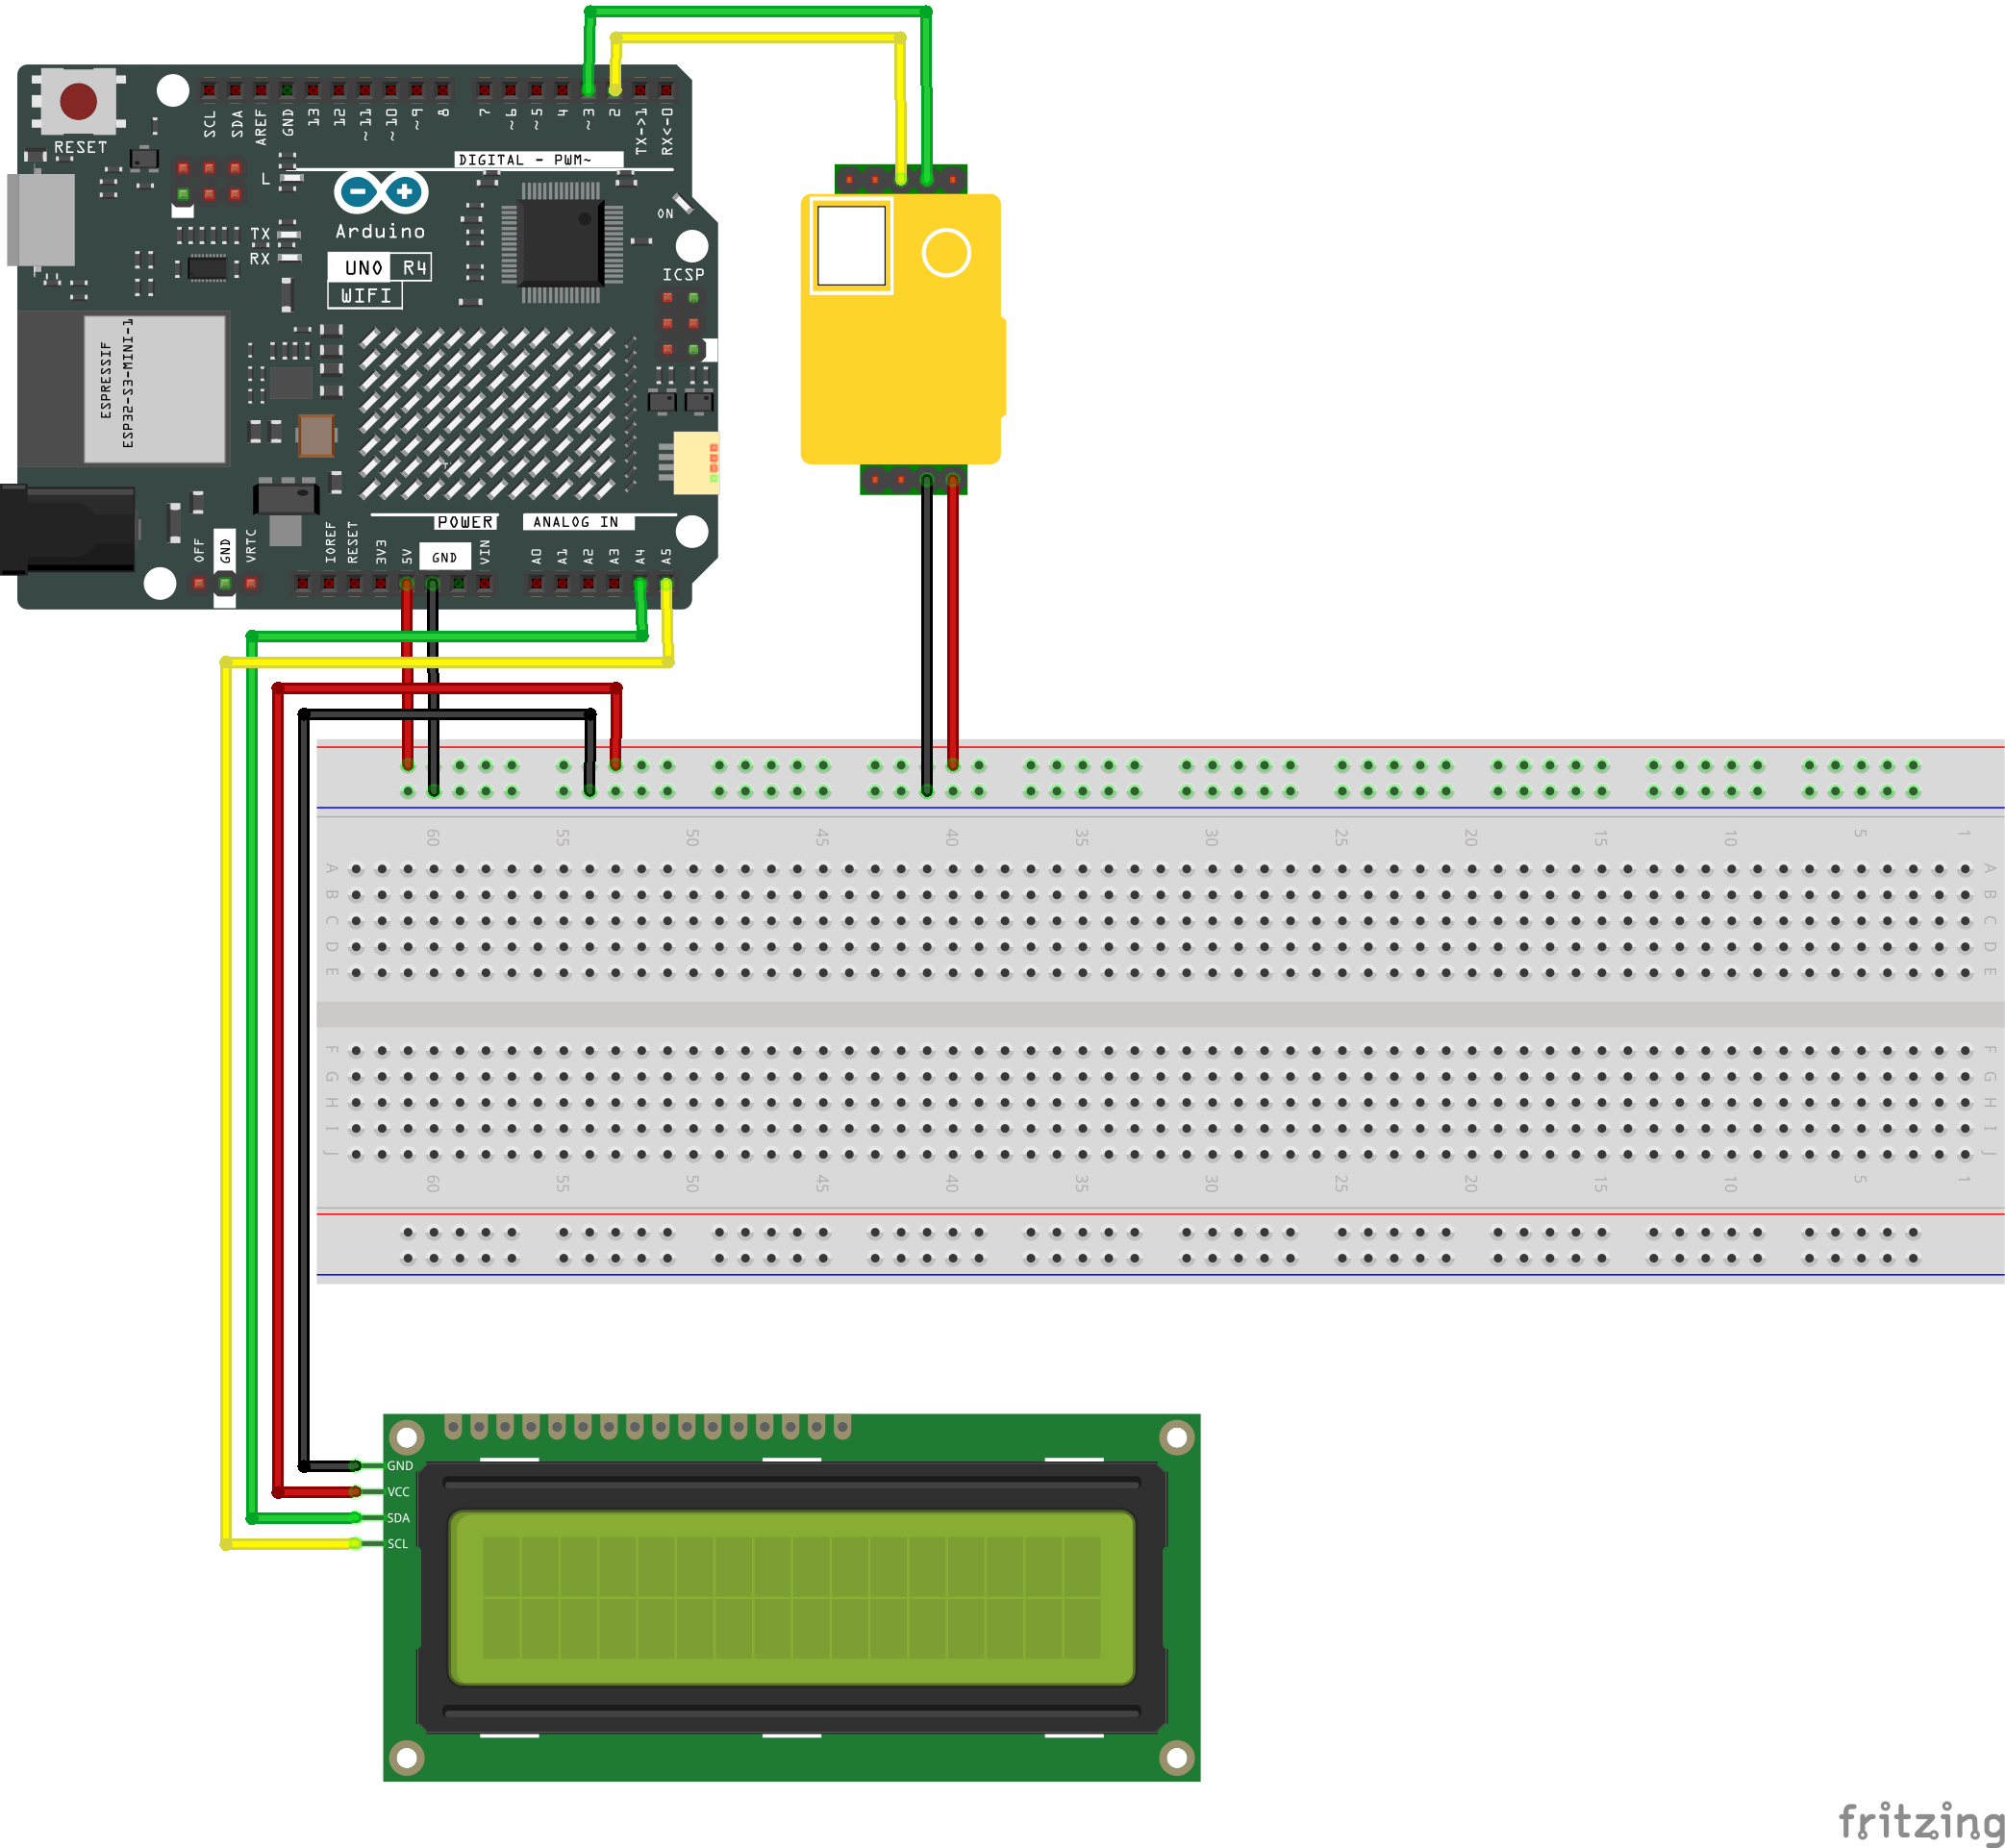 RESET
SCL
SDA
AREF
GND
13
12
~11
~10
~9
8
7
~6
~5
4
~3
2
TX->1
RX<-0
DIGITAL - PWM~
L
TX
RX
Arduino
UNO R4
WIFI
ON
ICSP
ESPRESSIF
ESP32-S3-MINI-1
POWER
ANALOG IN
OFF
GND
VRTC
IOREF
RESET
3V3
5V
GND
VIN
A0
A1
A2
A3
A4
A5
60 55 50 45 40 35 30 25 20 15 10 5 1
A A
B B
C C
D D
E E
F F
G G
H H
I I
J J
60 55 50 45 40 35 30 25 20 15 10 5 1
GND
VCC
SDA
SCL
fritzing